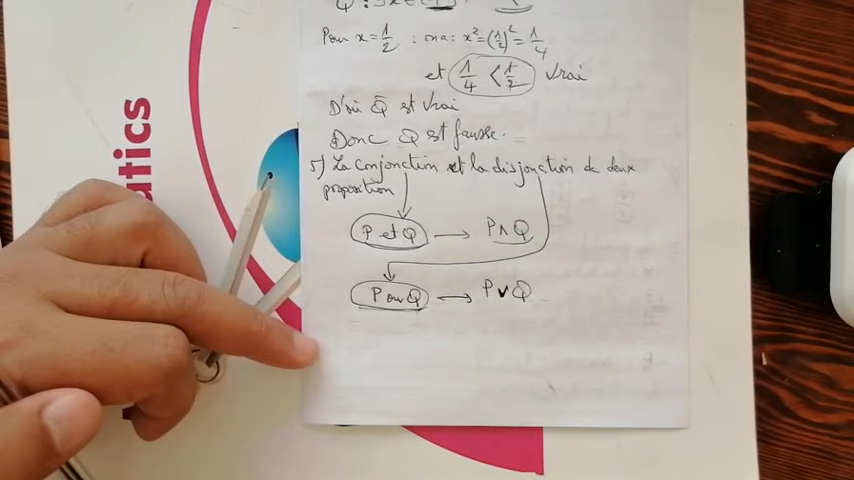 Pour x = 1/2 : on a : x² = (1/2)² = 1/4
et 1/4 < 1/2 vrai
D'où Q̄ est vrai
Donc Q est fausse.
5) La conjonction et la disjonction de deux
proposition
P et Q → P ∧ Q
P ou Q → P ∨ Q
atics